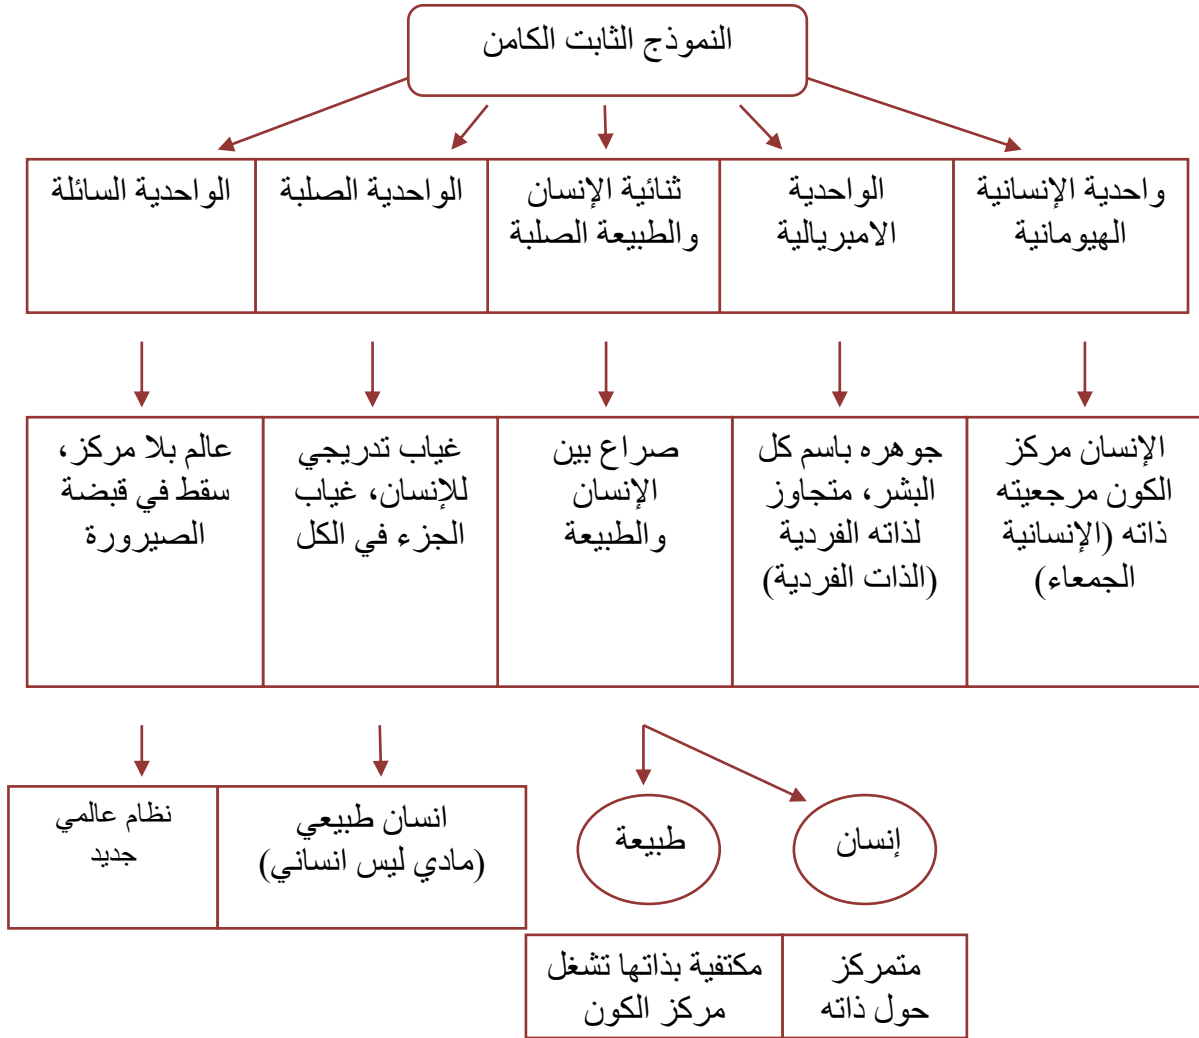 النموذج الثابت الكامن
واحدية الإنسانية
الهيومانية
الواحدية
الامبريالية
ثنائية الإنسان
والطبيعة الصلبة
الواحدية الصلبة
الواحدية السائلة
الإنسان مركز
الكون مرجعيته
ذاته (الإنسانية
الجمعاء)
جوهره باسم كل
البشر، متجاوز
لذاته الفردية
(الذات الفردية)
صراع بين
الإنسان
والطبيعة
غياب تدريجي
للإنسان، غياب
الجزء في الكل
عالم بلا مركز،
سقط في قبضة
الصيرورة
إنسان
طبيعة
انسان طبيعي
(مادي ليس انساني)
نظام عالمي
جديد
متمركز
حول ذاته
مكتفية بذاتها تشغل
مركز الكون